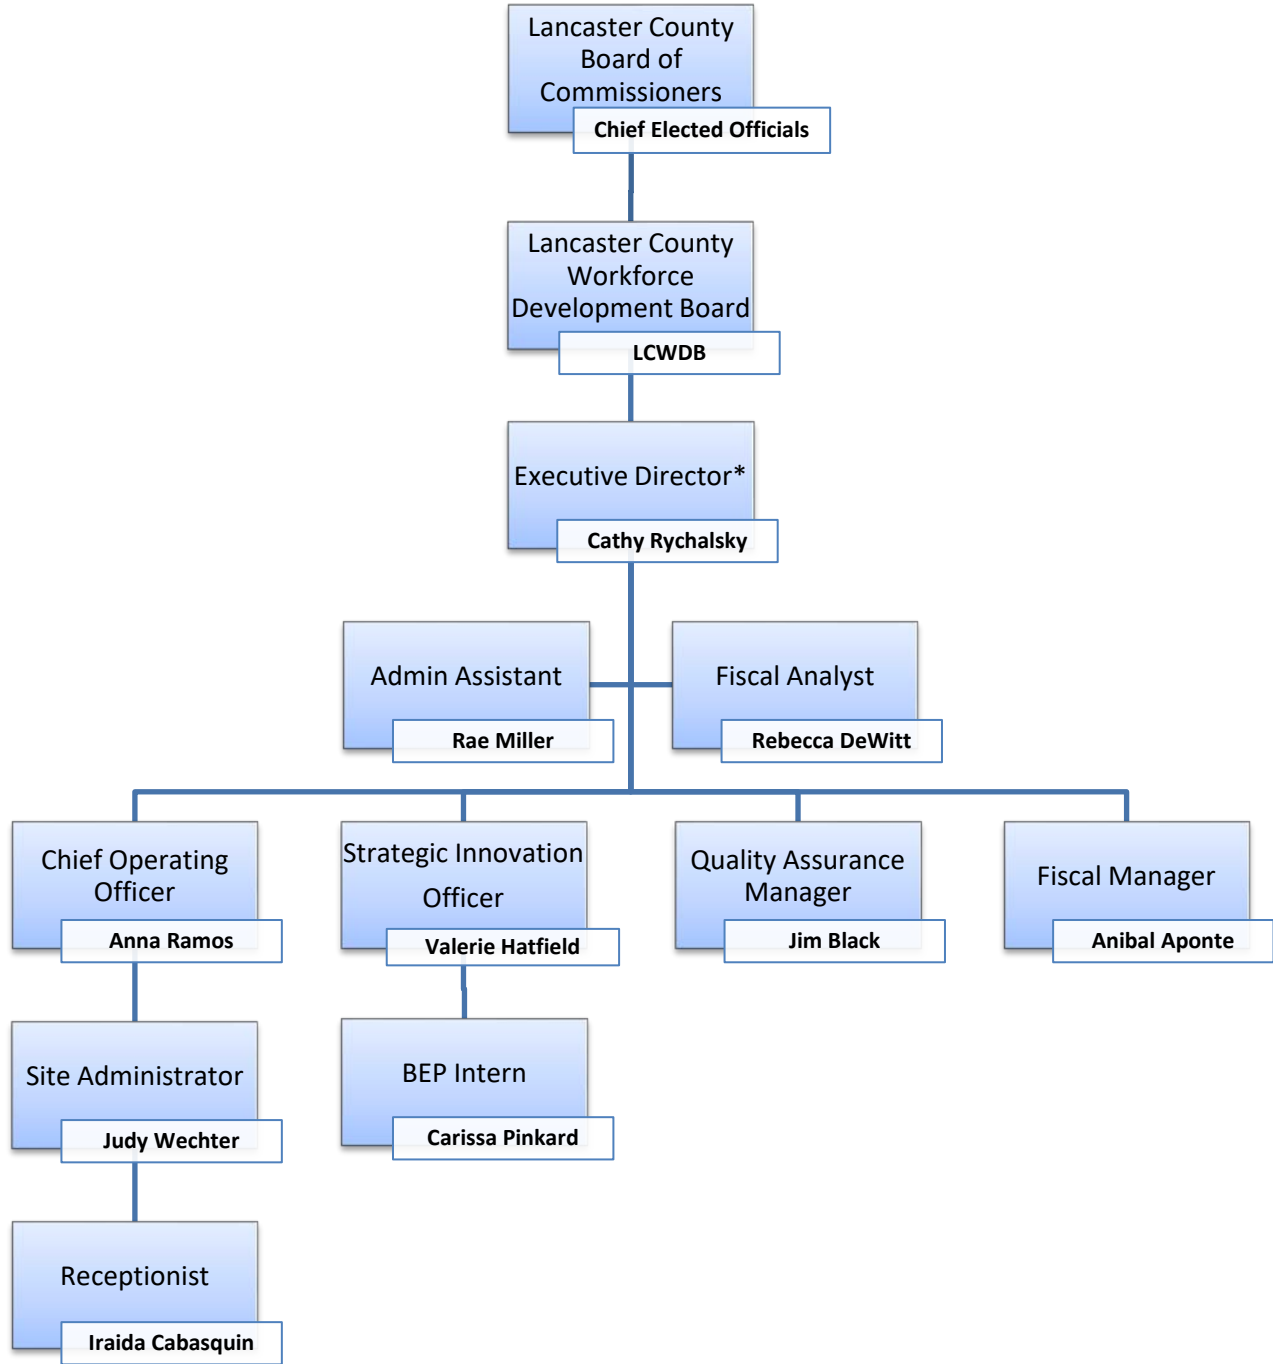 Lancaster County
Board of
Commissioners
Chief Elected Officials
Lancaster County
Workforce
Development Board
LCWDB
Executive Director*
Cathy Rychalsky
Admin Assistant
Rae Miller
Fiscal Analyst
Rebecca DeWitt
Chief Operating
Officer
Anna Ramos
Strategic Innovation
Officer
Valerie Hatfield
Quality Assurance
Manager
Jim Black
Fiscal Manager
Anibal Aponte
Site Administrator
Judy Wechter
BEP Intern
Carissa Pinkard
Receptionist
Iraida Cabasquin